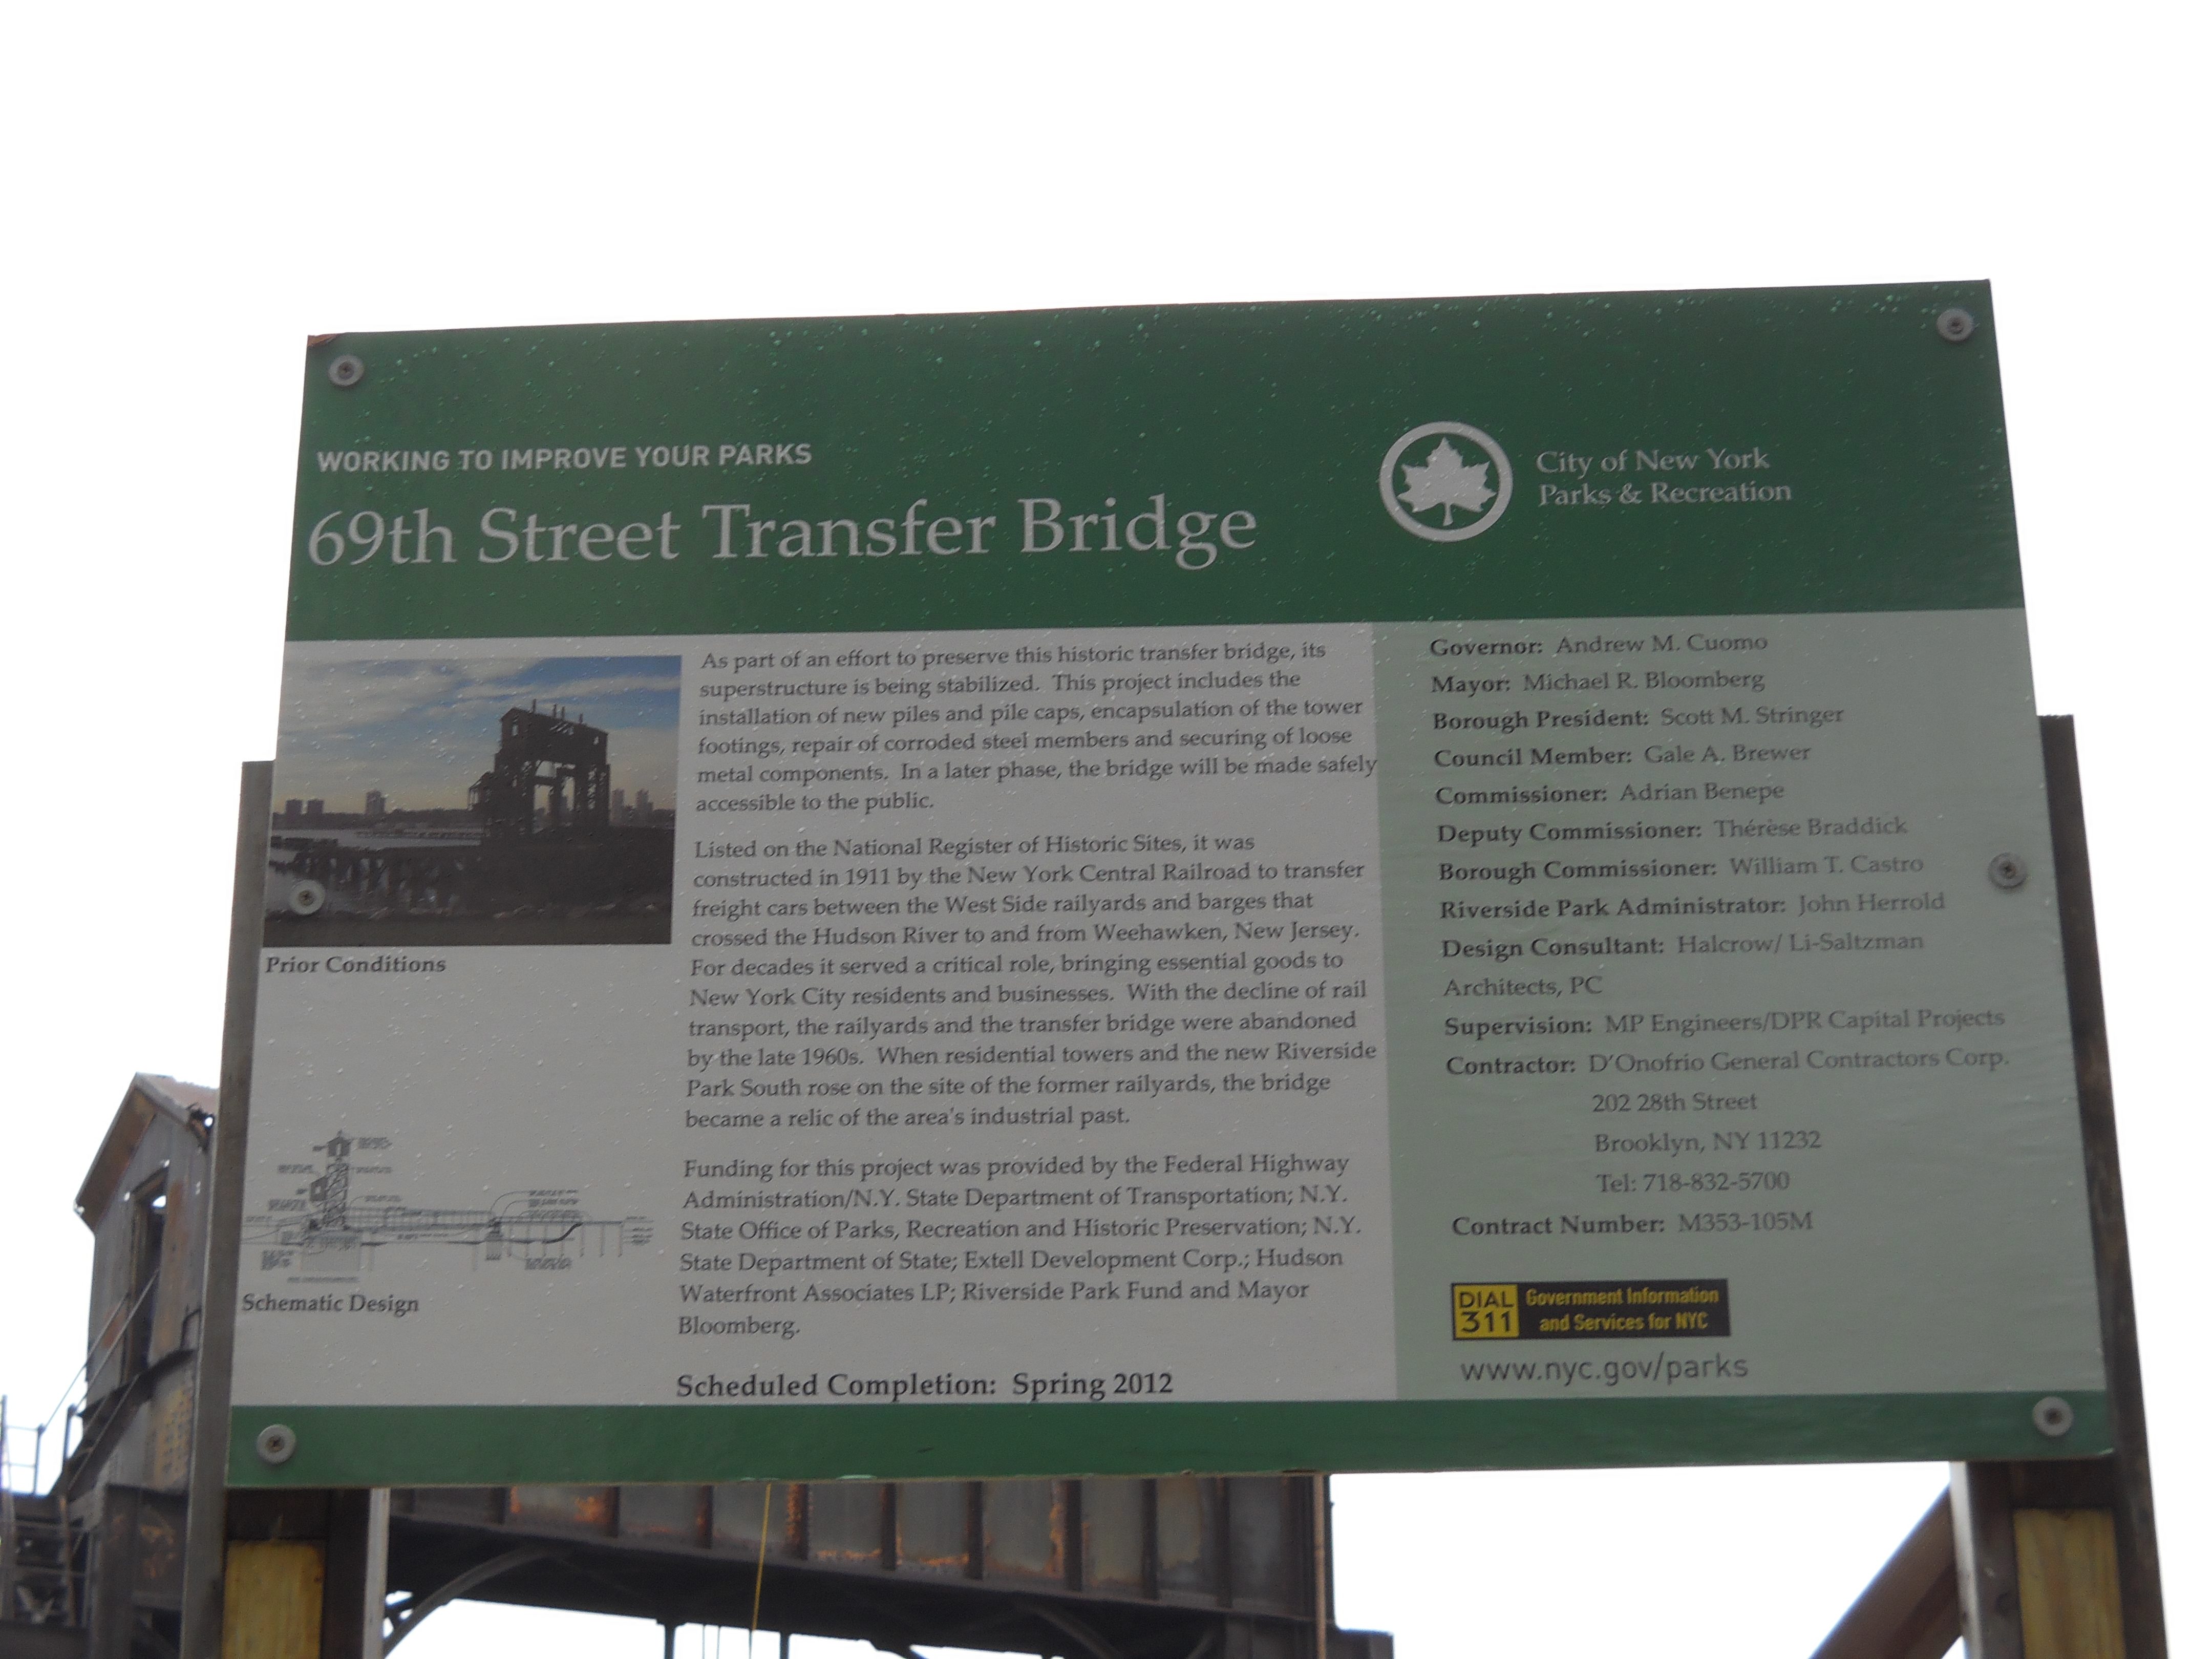 WORKING TO IMPROVE YOUR PARKS
69th Street Transfer Bridge
City of New York
Parks & Recreation
Prior Conditions
Schematic Design
As part of an effort to preserve this historic transfer bridge, its
superstructure is being stabilized. This project includes the
installation of new piles and pile caps, encapsulation of the tower
footings, repair of corroded steel members and securing of loose
metal components. In a later phase, the bridge will be made safely
accessible to the public.
Listed on the National Register of Historic Sites, it was
constructed in 1911 by the New York Central Railroad to transfer
freight cars between the West Side railyards and barges that
crossed the Hudson River to and from Weehawken, New Jersey.
For decades it served a critical role, bringing essential goods to
New York City residents and businesses. With the decline of rail
transport, the railyards and the transfer bridge were abandoned
by the late 1960s. When residential towers and the new Riverside
Park South rose on the site of the former railyards, the bridge
became a relic of the area's industrial past.
Funding for this project was provided by the Federal Highway
Administration/N.Y. State Department of Transportation; N.Y.
State Office of Parks, Recreation and Historic Preservation; N.Y.
State Department of State; Extell Development Corp.; Hudson
Waterfront Associates LP; Riverside Park Fund and Mayor
Bloomberg.
Scheduled Completion: Spring 2012
Governor: Andrew M. Cuomo
Mayor: Michael R. Bloomberg
Borough President: Scott M. Stringer
Council Member: Gale A. Brewer
Commissioner: Adrian Benepe
Deputy Commissioner: Thérèse Braddick
Borough Commissioner: William T. Castro
Riverside Park Administrator: John Herrold
Design Consultant: Halcrow/ Li-Saltzman
Architects, PC
Supervision: MP Engineers/DPR Capital Projects
Contractor: D'Onofrio General Contractors Corp.
202 28th Street
Brooklyn, NY 11232
Tel: 718-832-5700
Contract Number: M353-105M
DIAL
311
Government Information
and Services for NYC
www.nyc.gov/parks